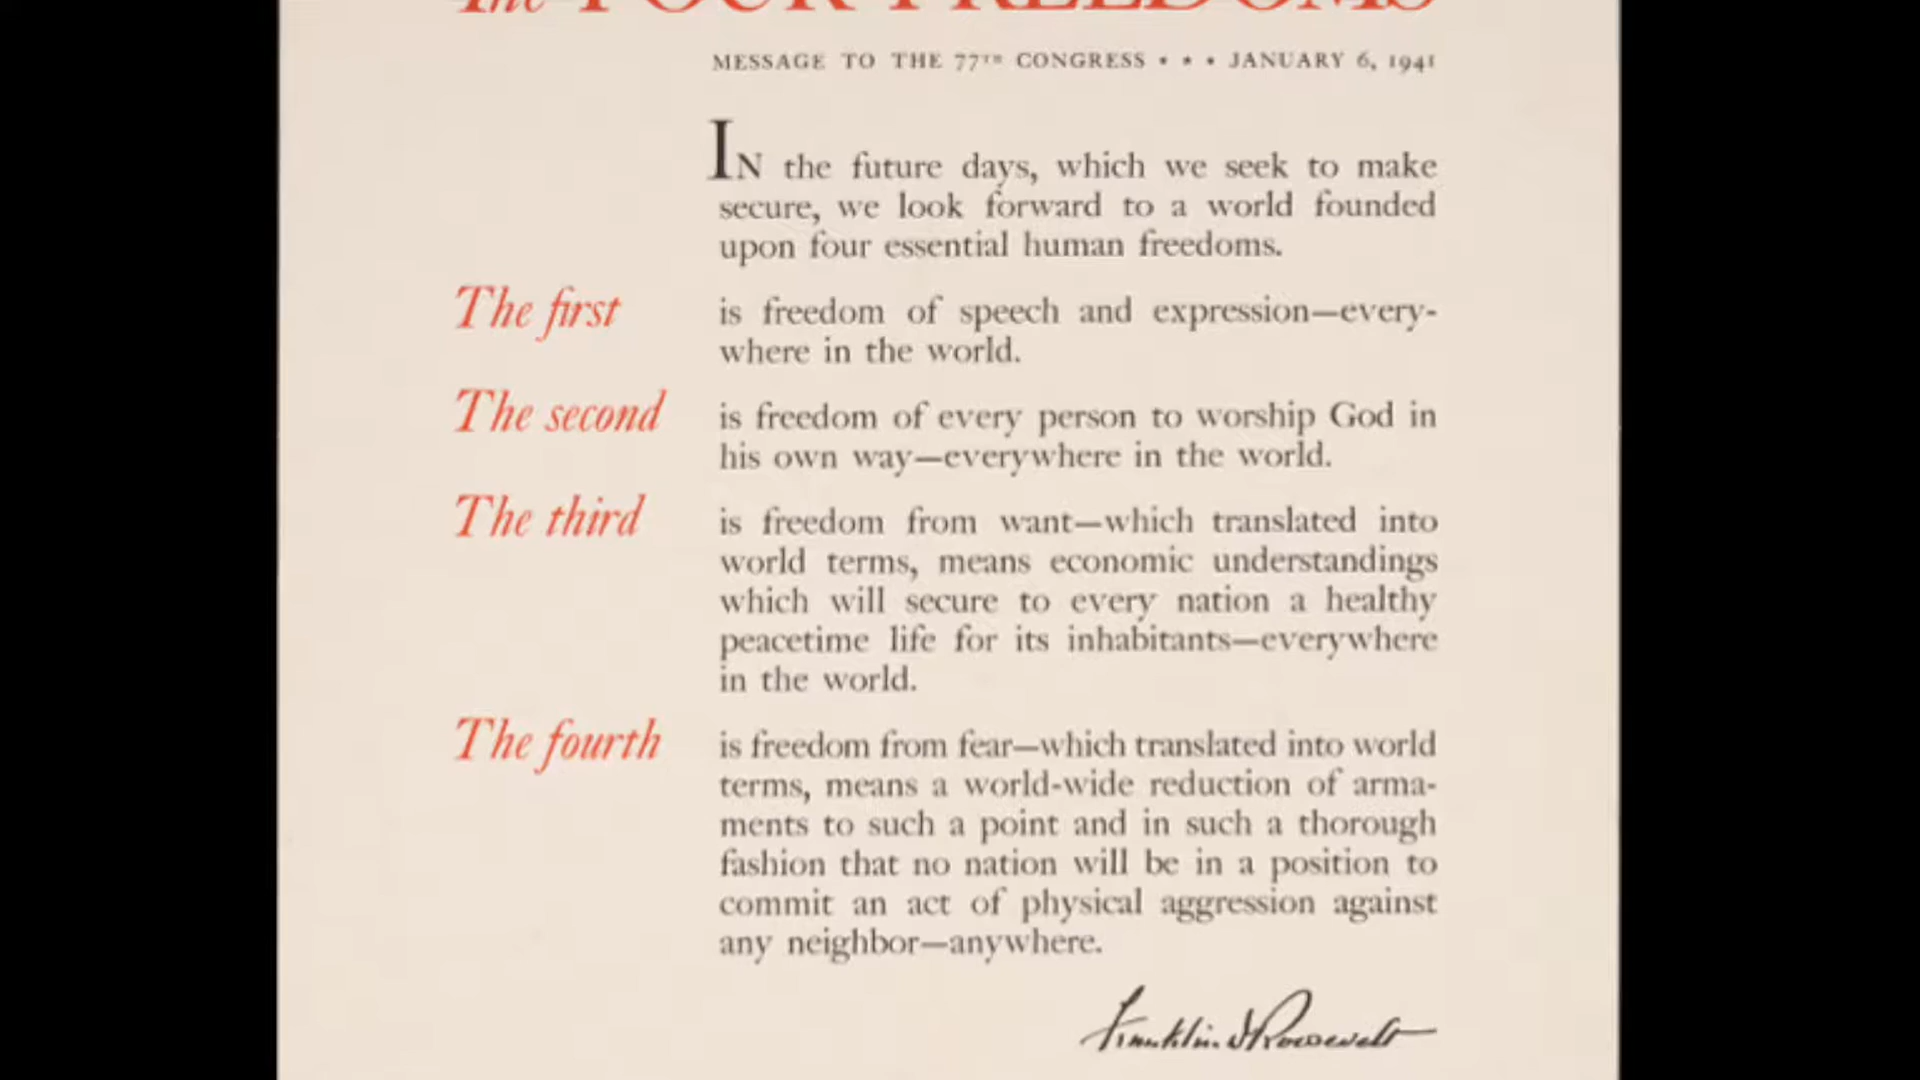 The FOUR FREEDOMS
MESSAGE TO THE 77TH CONGRESS • • • JANUARY 6, 1941
IN the future days, which we seek to make
secure, we look forward to a world founded
upon four essential human freedoms.
The first is freedom of speech and expression—every-
where in the world.
The second is freedom of every person to worship God in
his own way—everywhere in the world.
The third is freedom from want—which translated into
world terms, means economic understandings
which will secure to every nation a healthy
peacetime life for its inhabitants—everywhere
in the world.
The fourth is freedom from fear—which translated into world
terms, means a world-wide reduction of arma-
ments to such a point and in such a thorough
fashion that no nation will be in a position to
commit an act of physical aggression against
any neighbor—anywhere.
Franklin D Roosevelt